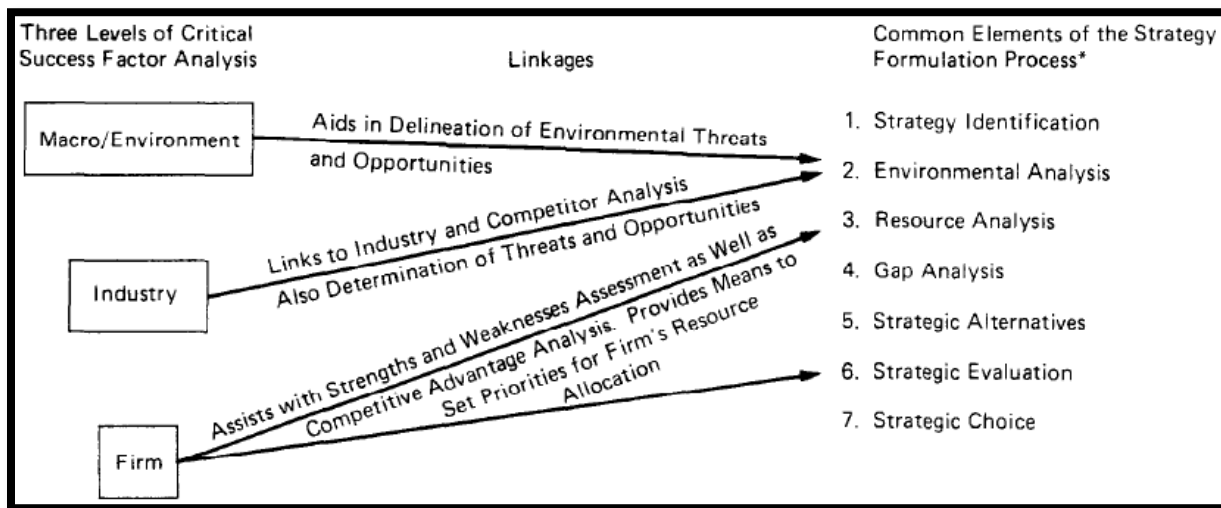 Three Levels of Critical
Success Factor Analysis
Linkages
Common Elements of the Strategy
Formulation Process*
Macro/Environment
Aids in Delineation of Environmental Threats
and Opportunities
Links to Industry and Competitor Analysis
Also Determination of Threats and Opportunities
Industry
Assists with Strengths and Weaknesses Assessment as Well as
Competitive Advantage Analysis. Provides Means to
Set Priorities for Firm's Resource
Allocation
Firm
1. Strategy Identification
2. Environmental Analysis
3. Resource Analysis
4. Gap Analysis
5. Strategic Alternatives
6. Strategic Evaluation
7. Strategic Choice